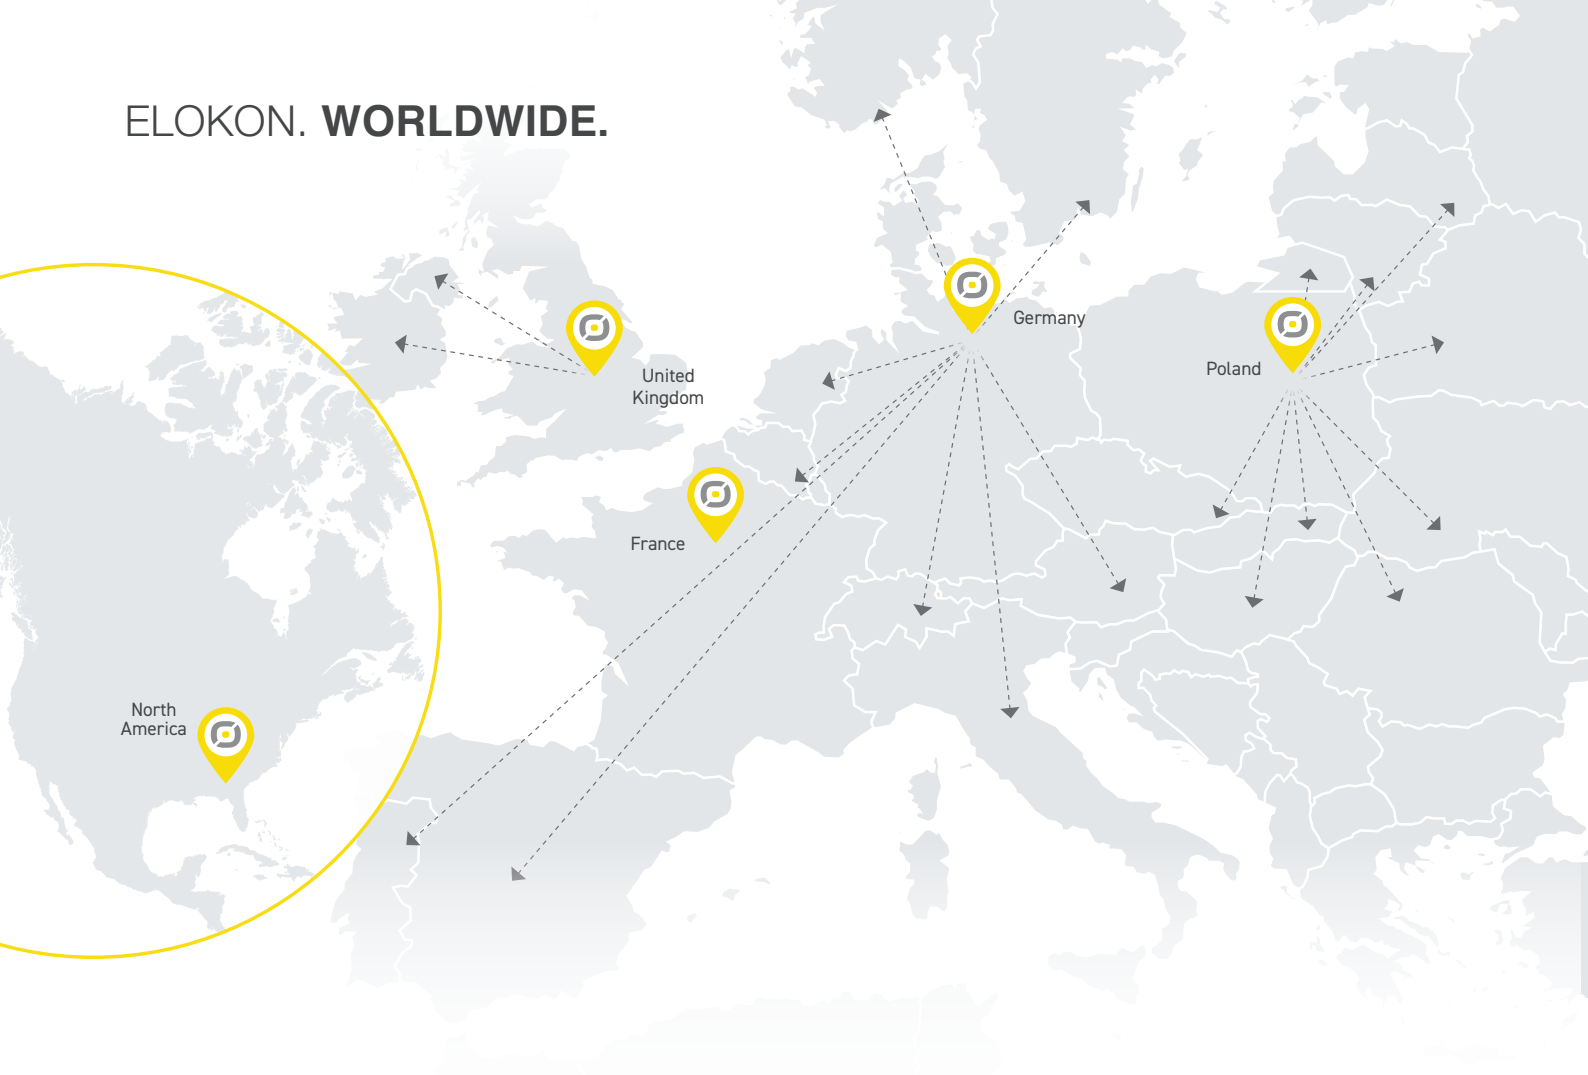 ELOKON. WORLDWIDE.
Germany
United
Kingdom
Poland
France
North
America